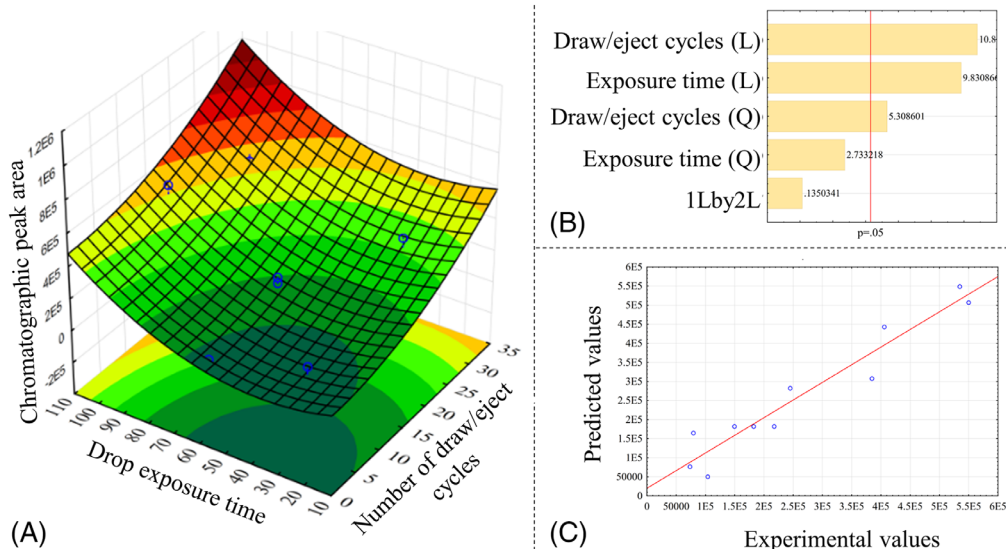 (A)
Chromatographic peak area
1.2E6
1E6
8E5
6E5
4E5
2E5
0
-2E5
110
100
90
80
70
60
50
40
30
20
10
Drop exposure time
0
5
10
15
20
25
30
35
Number of draw/eject
cycles
(B)
Draw/eject cycles (L)
Exposure time (L)
Draw/eject cycles (Q)
Exposure time (Q)
1Lby2L
10.8
9.830866
5.308601
2.733218
.1350341
p=.05
(C)
Predicted values
6E5
5.5E5
4.5E5
3.5E5
3E5
2.5E5
1.5E5
1E5
50000
0
0
50000
1E5
1.5E5
2E5
2.5E5
3E5
3.5E5
4E5
4.5E5
5E5
5.5E5
6E5
Experimental values